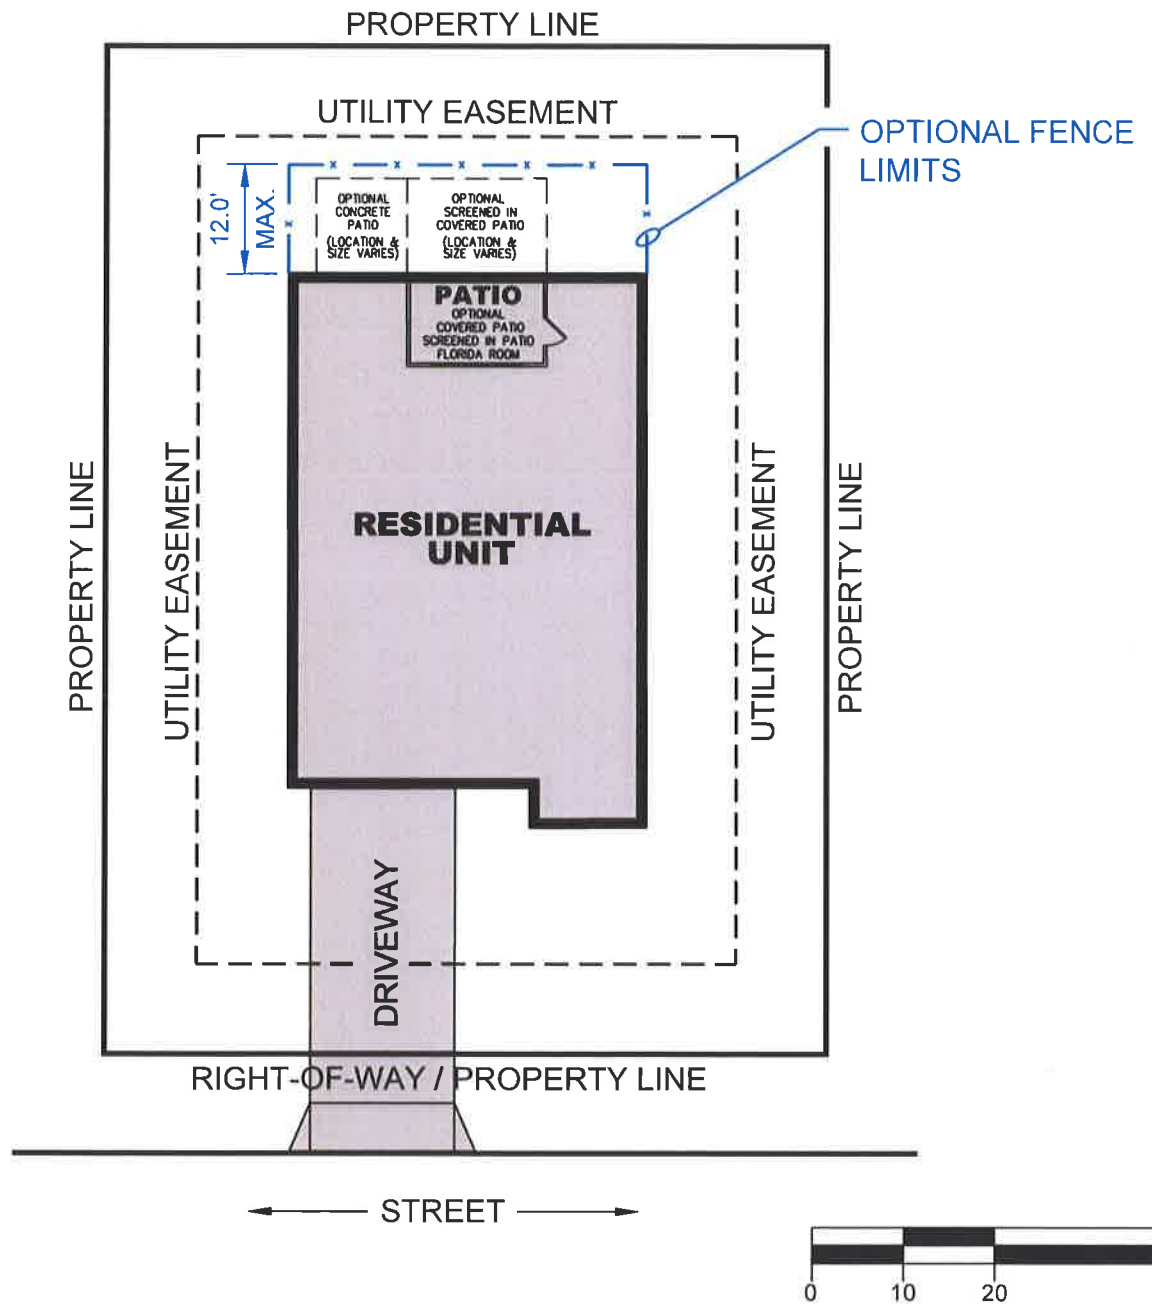 PROPERTY LINE
UTILITY EASEMENT
OPTIONAL FENCE
LIMITS
12.0'
MAX.
OPTIONAL
CONCRETE
PATIO
(LOCATION &
SIZE VARIES)
OPTIONAL
SCREENED IN
COVERED PATIO
(LOCATION &
SIZE VARIES)
PATIO
OPTIONAL
COVERED PATIO
SCREENED IN PATIO
FLORIDA ROOM
PROPERTY LINE
UTILITY EASEMENT
RESIDENTIAL
UNIT
UTILITY EASEMENT
PROPERTY LINE
DRIVEWAY
RIGHT-OF-WAY / PROPERTY LINE
STREET
0 10 20